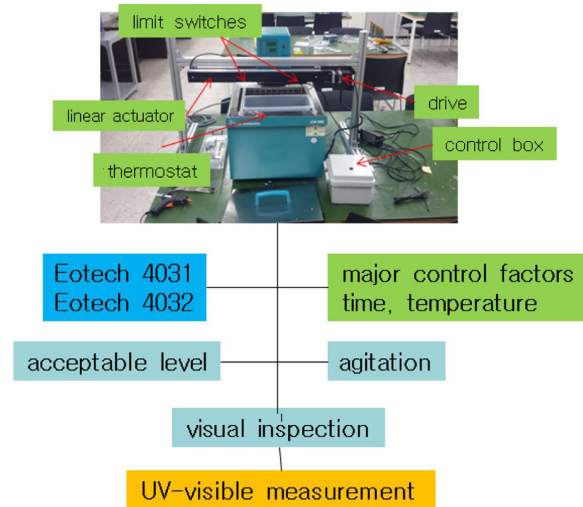 limit switches
linear actuator
drive
control box
thermostat
Eotech 4031
Eotech 4032
major control factors
time, temperature
acceptable level
agitation
visual inspection
UV-visible measurement